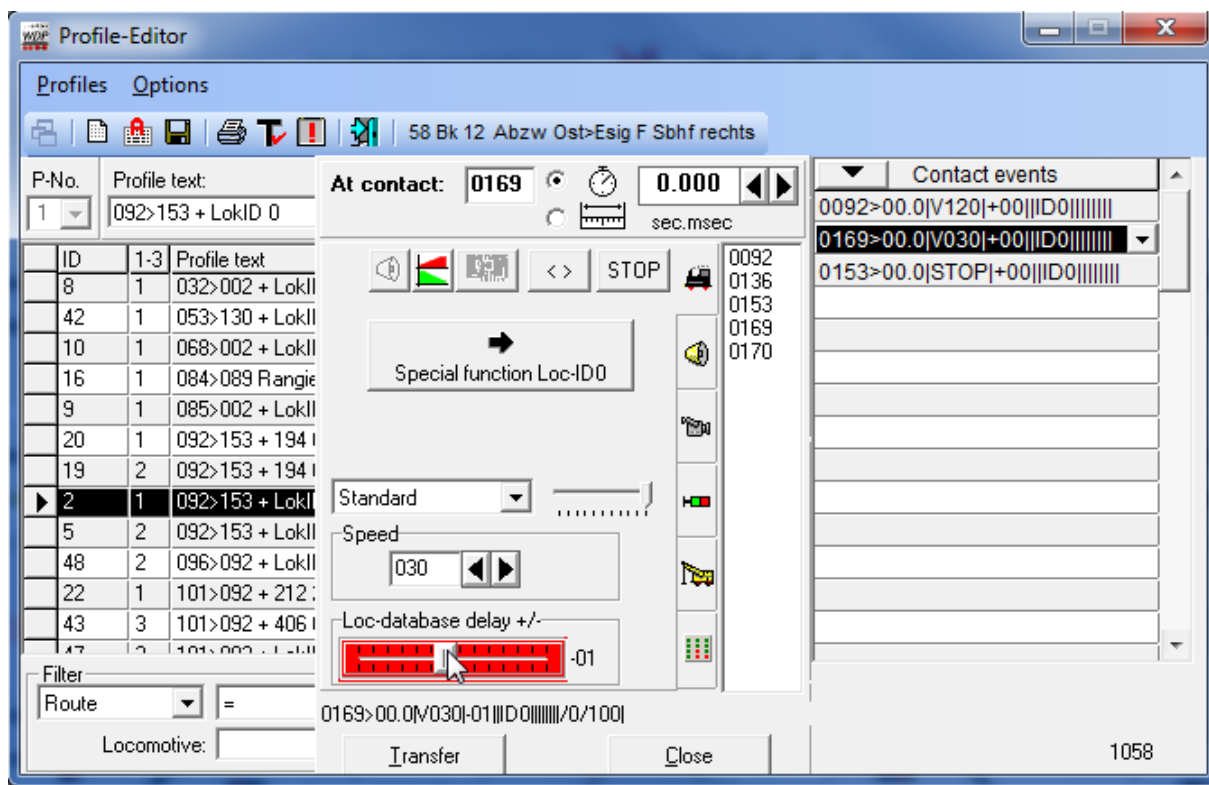 Profile-Editor
Profiles Options
58 Bk 12 Abzw Ost>Esig F Sbhf rechts
P-No. Profile text:
1 092>153 + LokID 0
ID 1-3 Profile text
8 1 032>002 + LokI
42 1 053>130 + LokI
10 1 068>002 + LokI
16 1 084>089 Rangie
9 1 085>002 + LokI
20 1 092>153 + 194
19 2 092>153 + 194
2 1 092>153 + LokI
5 2 092>153 + LokI
48 2 096>092 + LokI
22 1 101>092 + 212
43 3 101>092 + 406
Filter
Route =
Locomotive:
At contact: 0169 0.000
sec.msec
< > STOP
Special function Loc-ID0
Standard
Speed
030
Loc-database delay +/-
-01
0169>00.0|V030|-01||ID0||||||||/0/100|
Transfer Close
0092
0136
0153
0169
0170
Contact events
0092>00.0|V120|+00||ID0||||||||
0169>00.0|V030|+00||ID0||||||||
0153>00.0|STOP|+00||ID0||||||||
1058